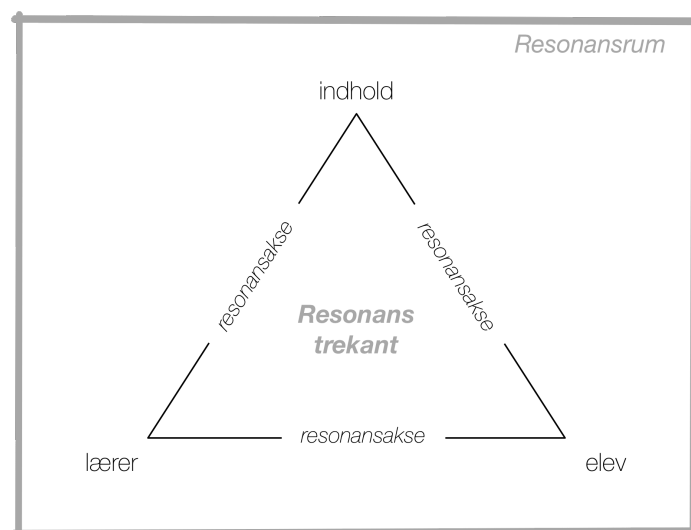 Resonansrum
indhold
resonansakse
resonansakse
Resonans
trekant
resonansakse
lærer
elev